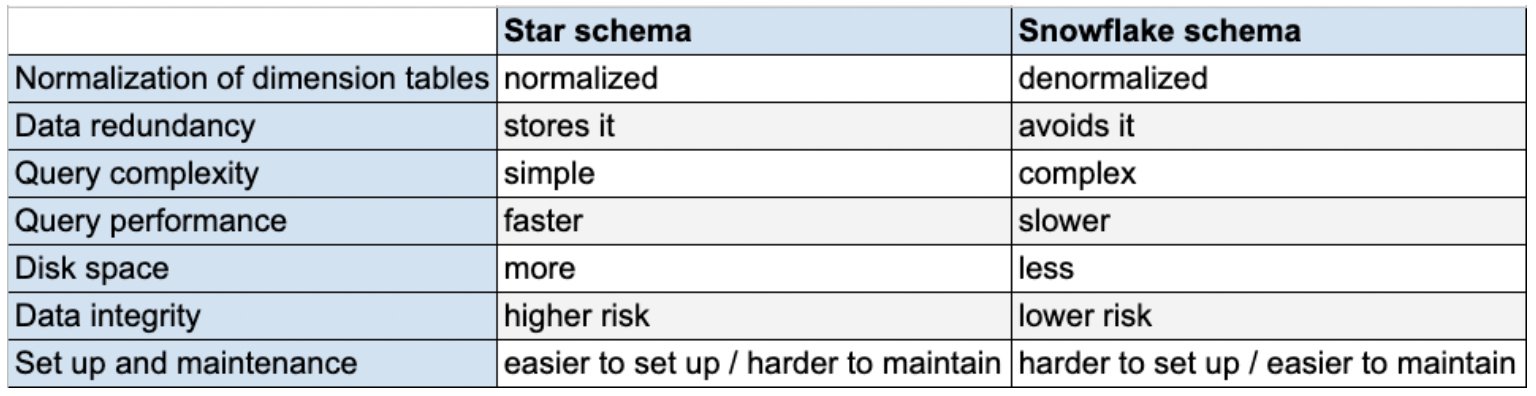 Star schema Snowflake schema
Normalization of dimension tables normalized denormalized
Data redundancy stores it avoids it
Query complexity simple complex
Query performance faster slower
Disk space more less
Data integrity higher risk lower risk
Set up and maintenance easier to set up / harder to maintain harder to set up / easier to maintain